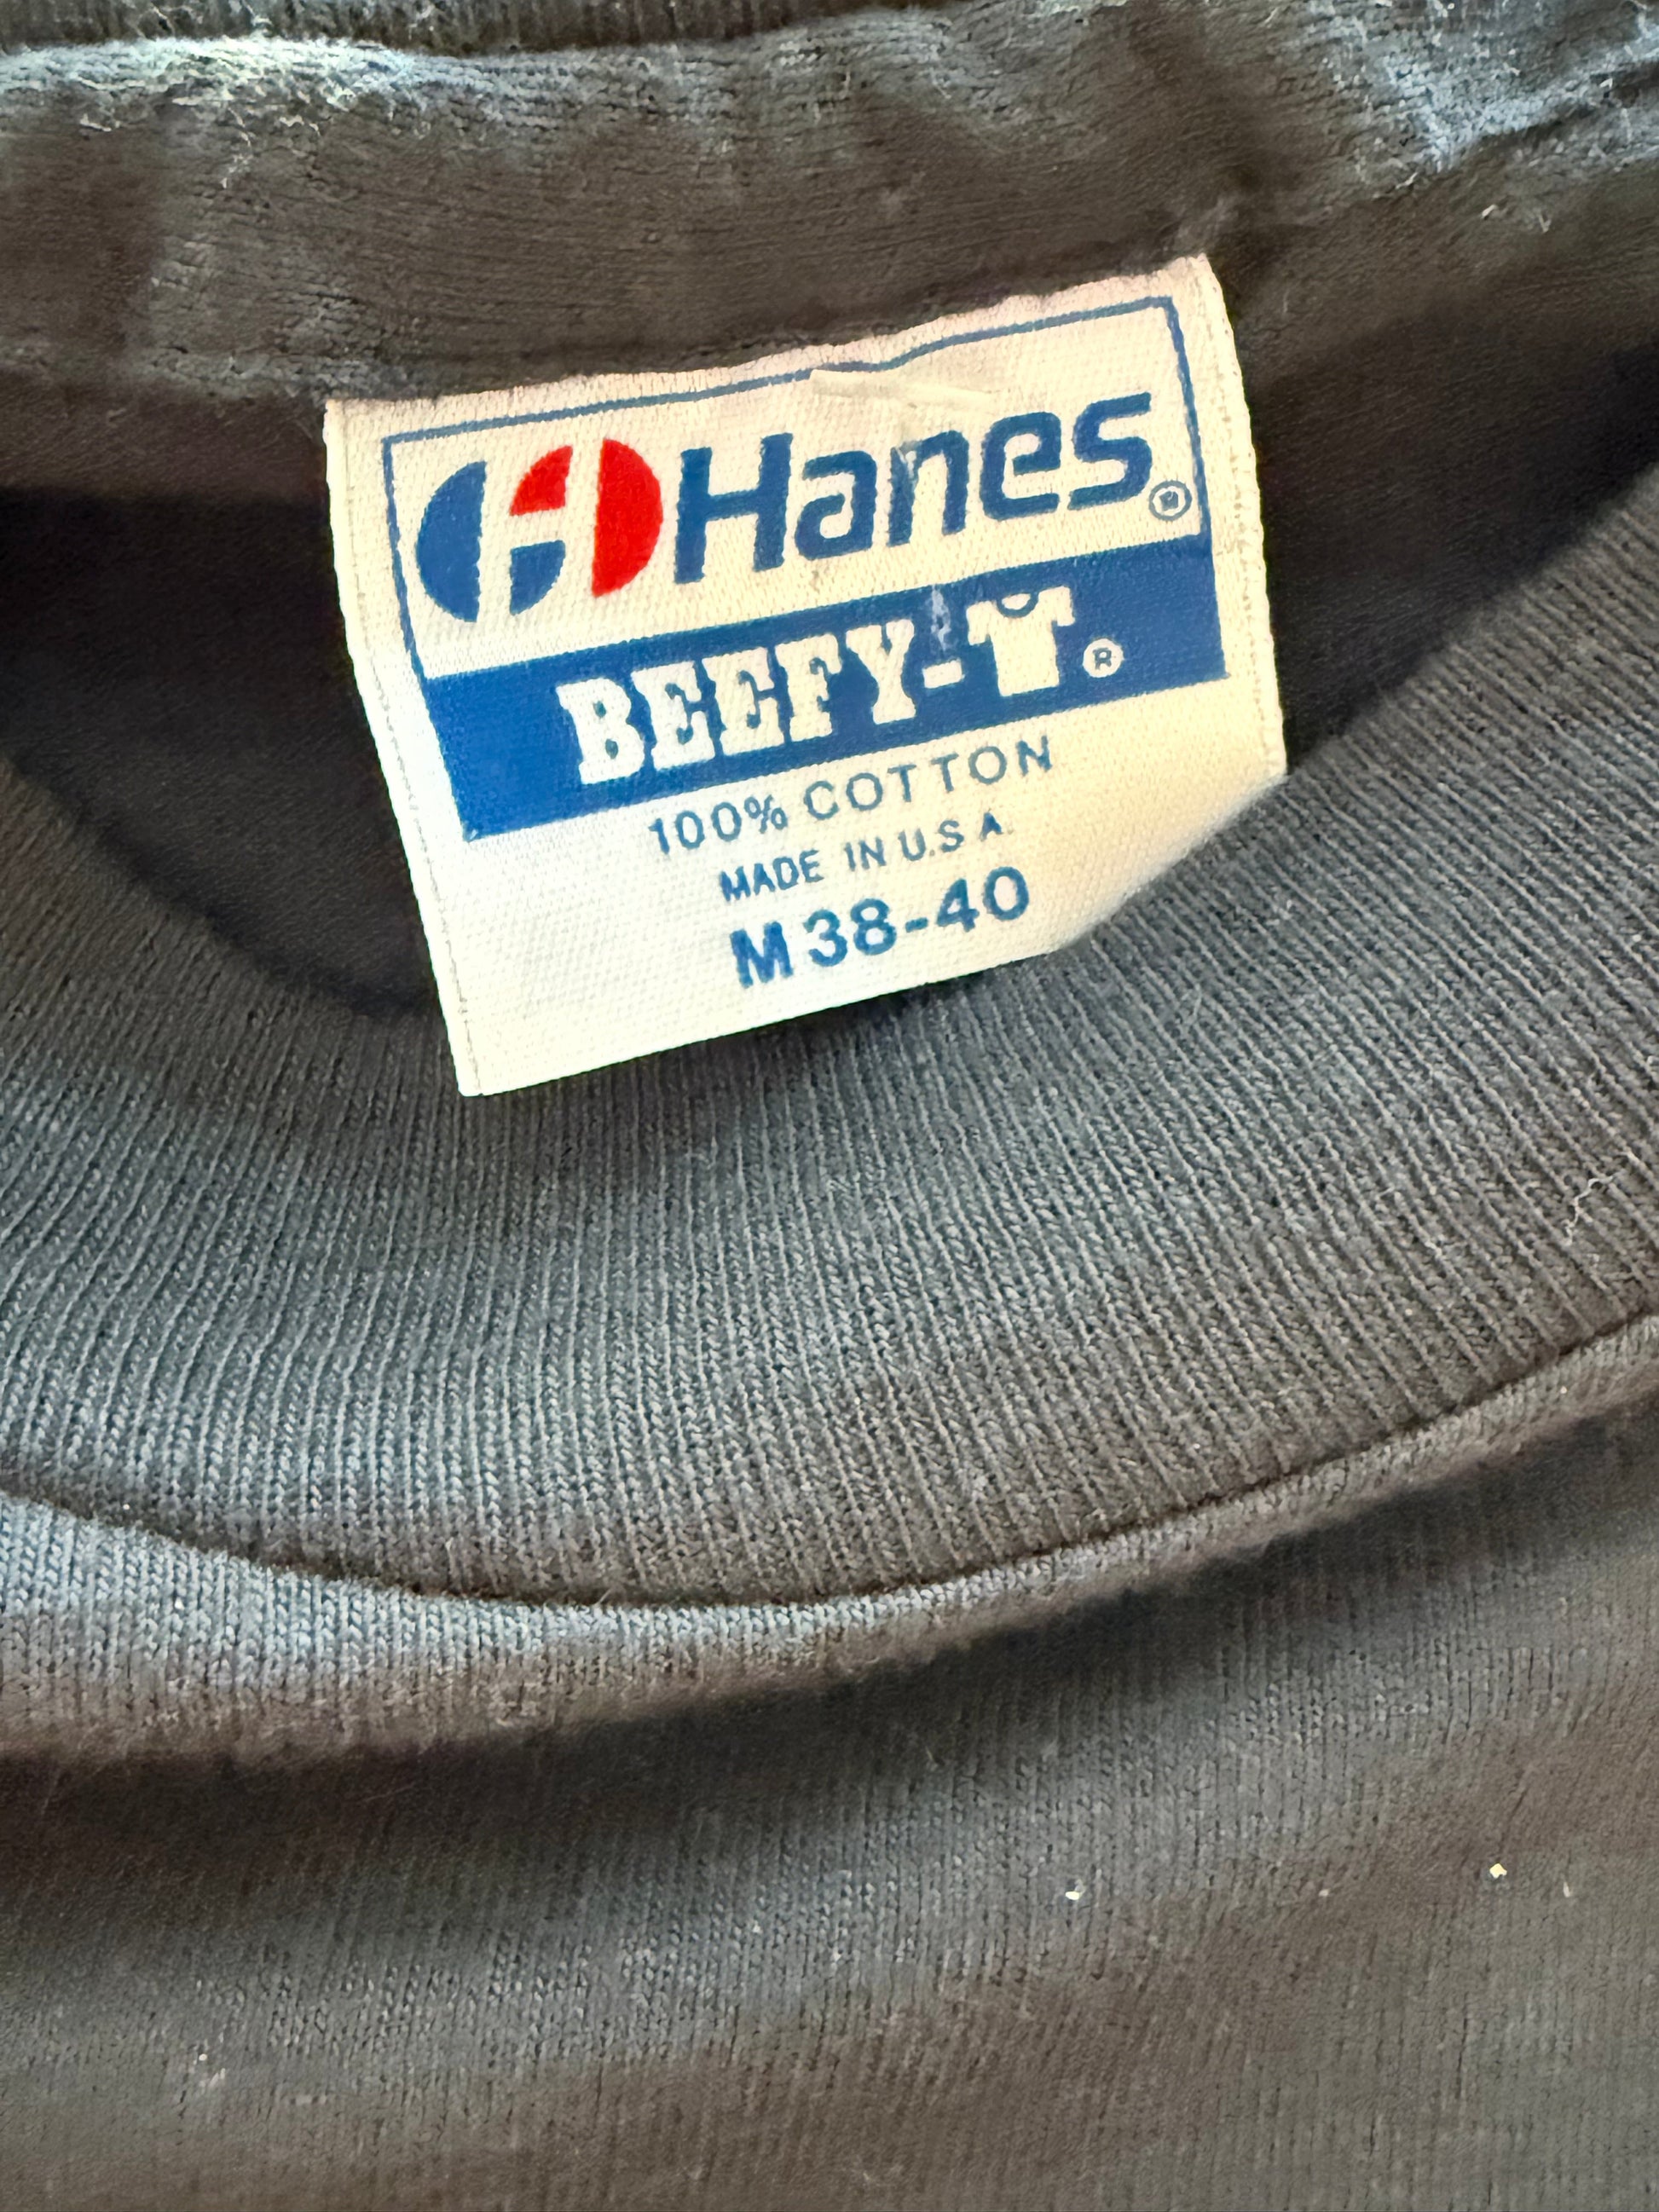 Hanes®
BEEFY-T®
100% COTTON
MADE IN U.S.A.
M 38-40